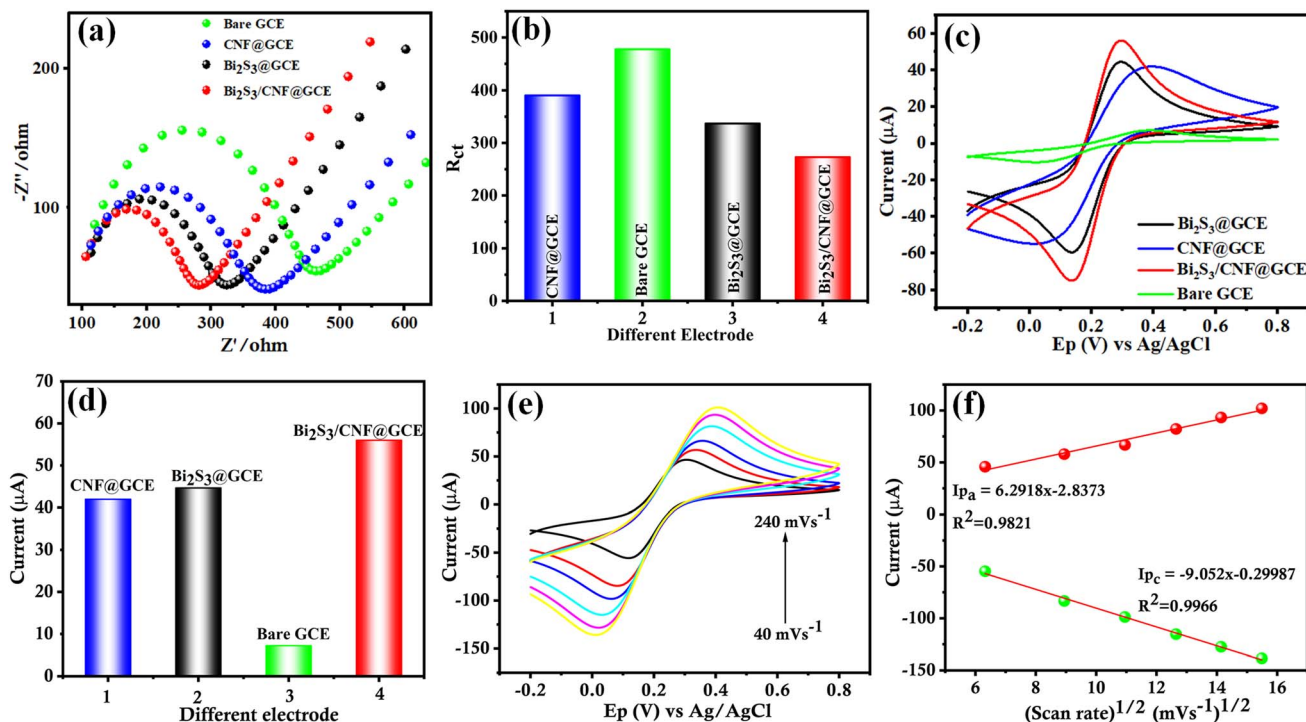 (a)
Bare GCE
CNF@GCE
Bi₂S₃@GCE
Bi₂S₃/CNF@GCE
200
100
-Z''/ohm
100 200 300 400 500 600
Z'/ohm
(b)
500
400
300
200
100
0
R_ct
CNF@GCE
Bare GCE
Bi₂S₃@GCE
Bi₂S₃/CNF@GCE
1 2 3 4
Different Electrode
(c)
60
40
20
0
-20
-40
-60
-80
Current (μA)
Bi₂S₃@GCE
CNF@GCE
Bi₂S₃/CNF@GCE
Bare GCE
-0.2 0.0 0.2 0.4 0.6 0.8
Ep (V) vs Ag/AgCl
(d)
70
60
50
40
30
20
10
0
Current (μA)
CNF@GCE
Bi₂S₃@GCE
Bare GCE
Bi₂S₃/CNF@GCE
1 2 3 4
Different electrode
(e)
100
50
0
-50
-100
-150
Current (μA)
240 mVs⁻¹
40 mVs⁻¹
-0.2 0.0 0.2 0.4 0.6 0.8
Ep (V) vs Ag/AgCl
(f)
100
50
0
-50
-100
-150
Current (μA)
Ipₐ = 6.2918x-2.8373
R²=0.9821
Ip_c = -9.052x-0.29987
R²=0.9966
6 8 10 12 14 16
(Scan rate)¹/² (mVs⁻¹)¹/²